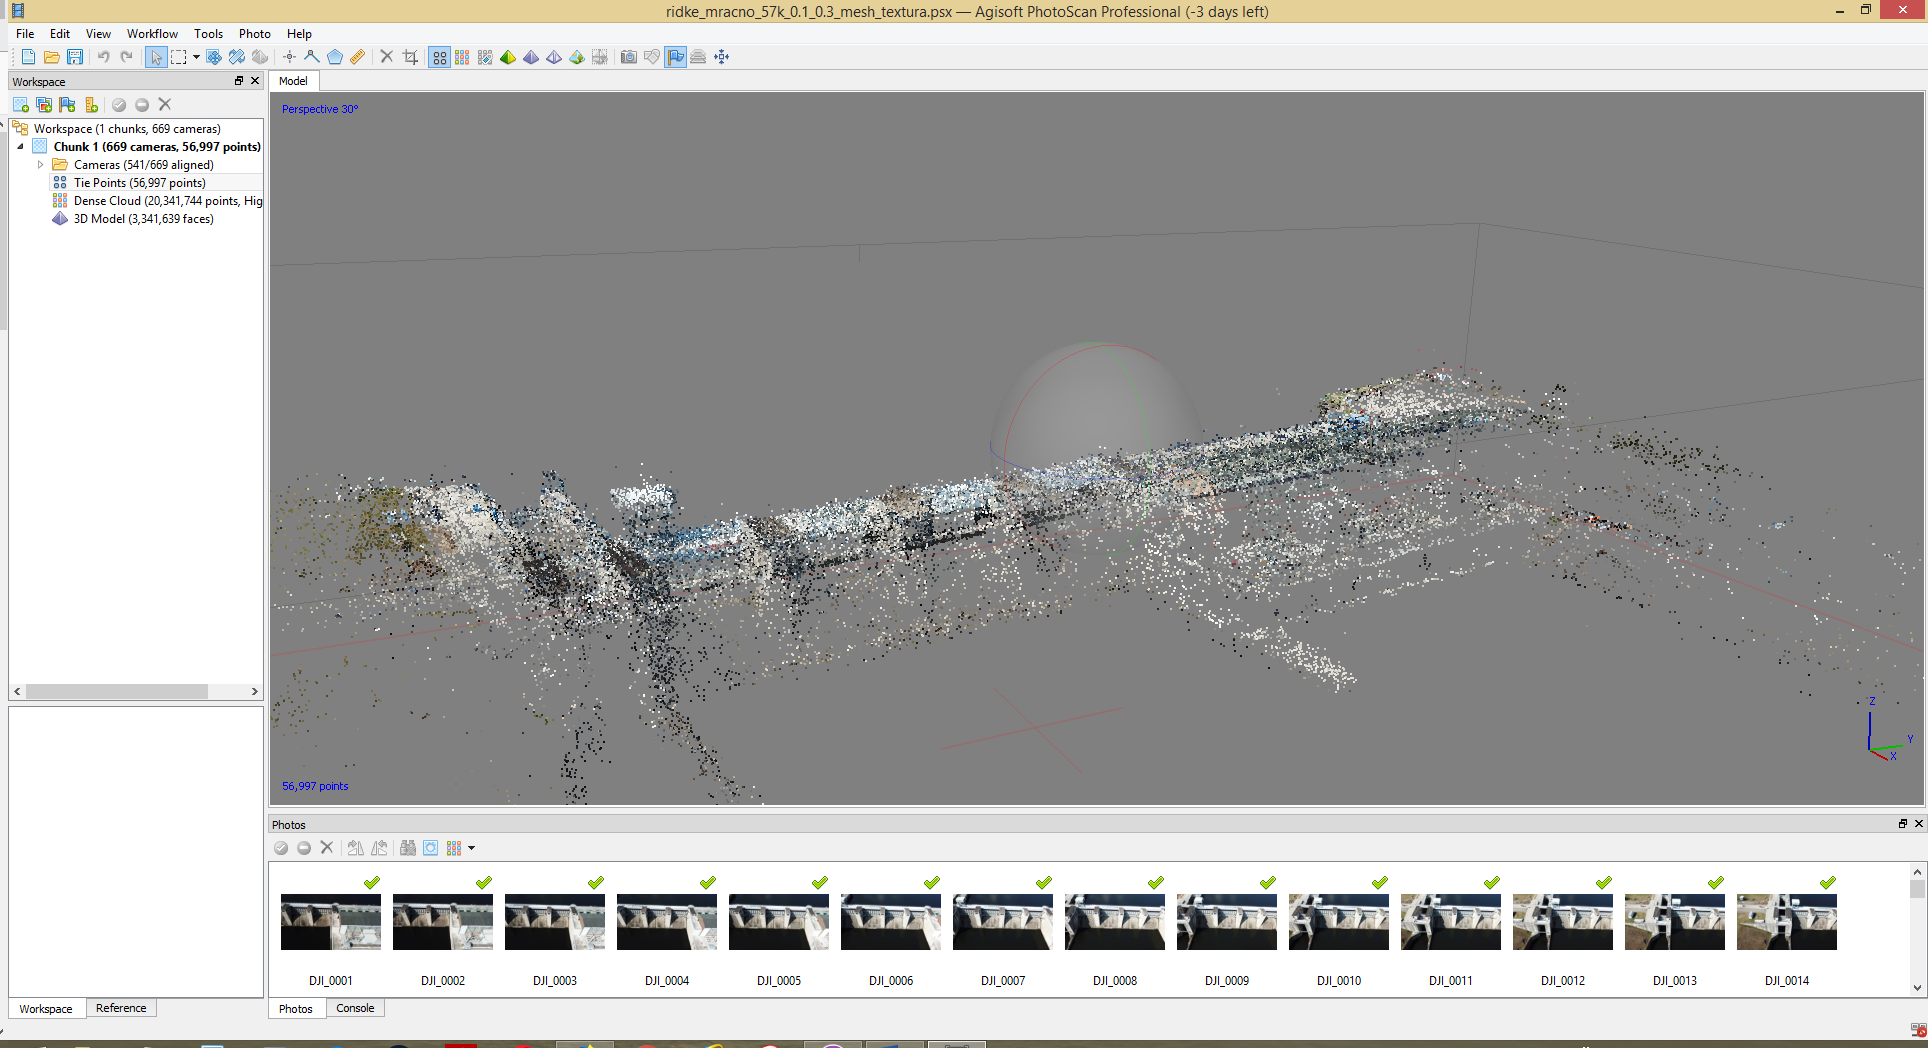 ridke_mracno_57k_0.1_0.3_mesh_textura.psx — Agisoft PhotoScan Professional (-3 days left)
File Edit View Workflow Tools Photo Help
Workspace
Model
Perspective 30°
Workspace (1 chunks, 669 cameras)
Chunk 1 (669 cameras, 56,997 points)
Cameras (541/669 aligned)
Tie Points (56,997 points)
Dense Cloud (20,341,744 points, Hig
3D Model (3,341,639 faces)
Z
Y
X
56,997 points
Photos
DJI_0001 DJI_0002 DJI_0003 DJI_0004 DJI_0005 DJI_0006 DJI_0007 DJI_0008 DJI_0009 DJI_0010 DJI_0011 DJI_0012 DJI_0013 DJI_0014
Workspace Reference
Photos Console